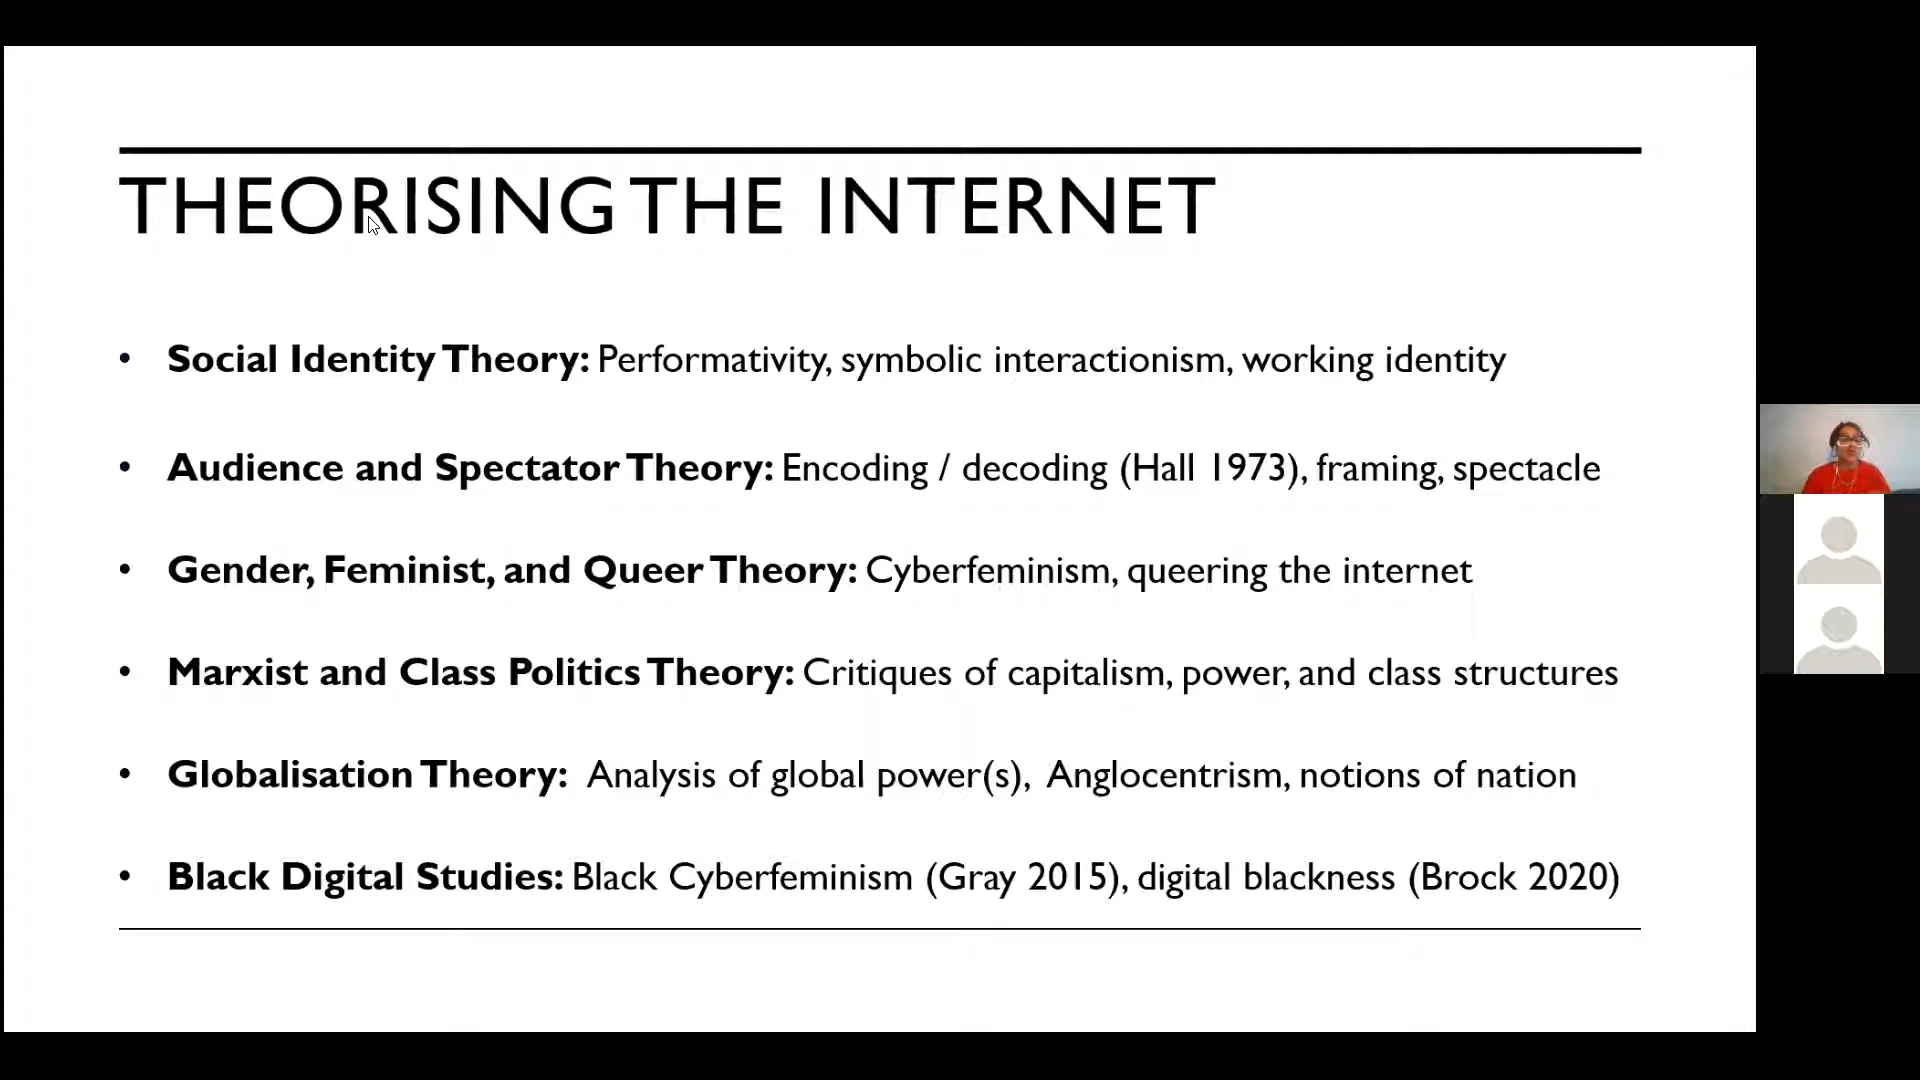 THEORISING THE INTERNET
• Social Identity Theory: Performativity, symbolic interactionism, working identity
• Audience and Spectator Theory: Encoding / decoding (Hall 1973), framing, spectacle
• Gender, Feminist, and Queer Theory: Cyberfeminism, queering the internet
• Marxist and Class Politics Theory: Critiques of capitalism, power, and class structures
• Globalisation Theory: Analysis of global power(s), Anglocentrism, notions of nation
• Black Digital Studies: Black Cyberfeminism (Gray 2015), digital blackness (Brock 2020)